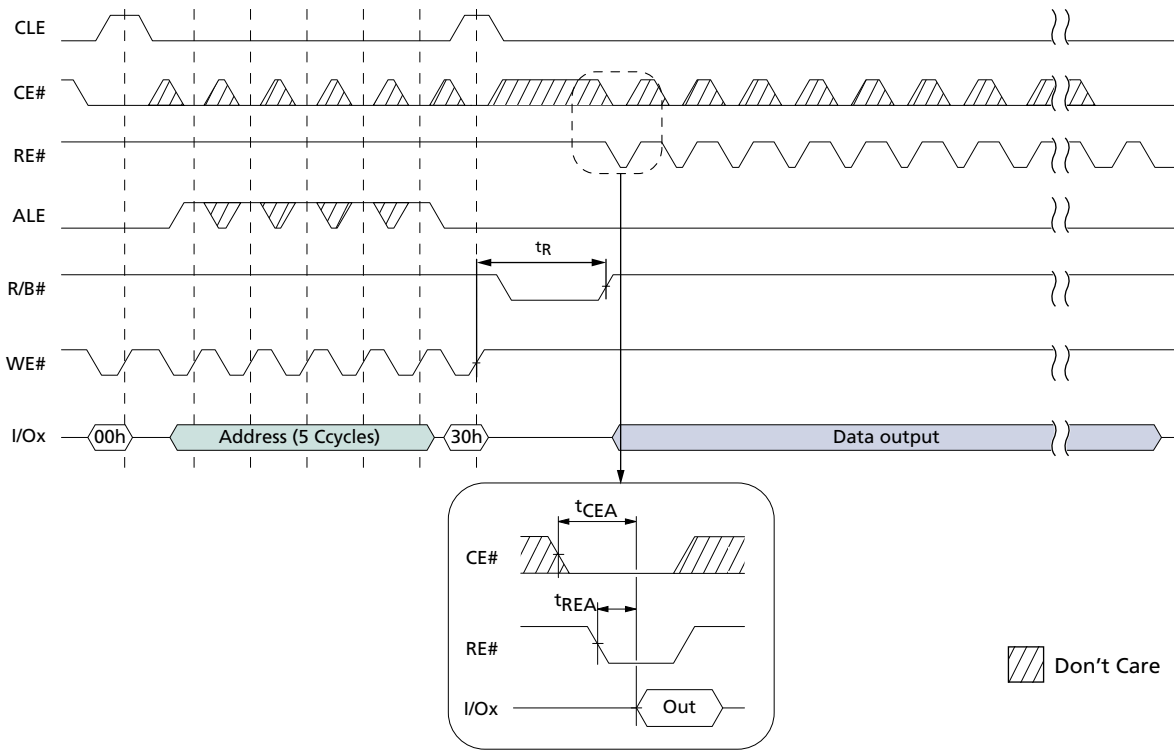 CLE
CE#
RE#
ALE
tR
R/B#
WE#
I/Ox 00h Address (5 Ccycles) 30h Data output
tCEA
CE#
tREA
RE#
Don't Care
I/Ox Out